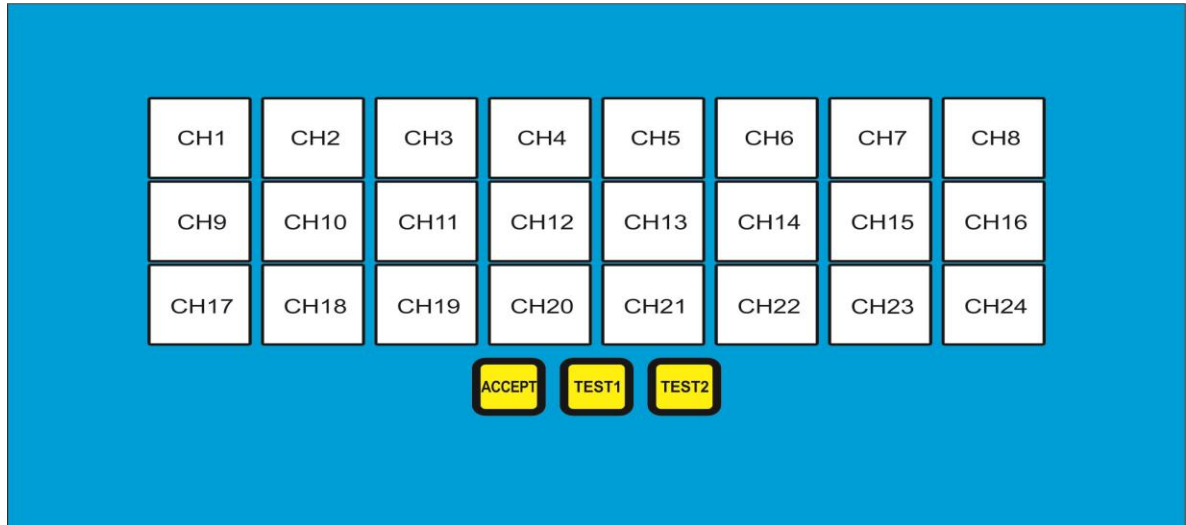 CH1 CH2 CH3 CH4 CH5 CH6 CH7 CH8
CH9 CH10 CH11 CH12 CH13 CH14 CH15 CH16
CH17 CH18 CH19 CH20 CH21 CH22 CH23 CH24
ACCEPT TEST1 TEST2